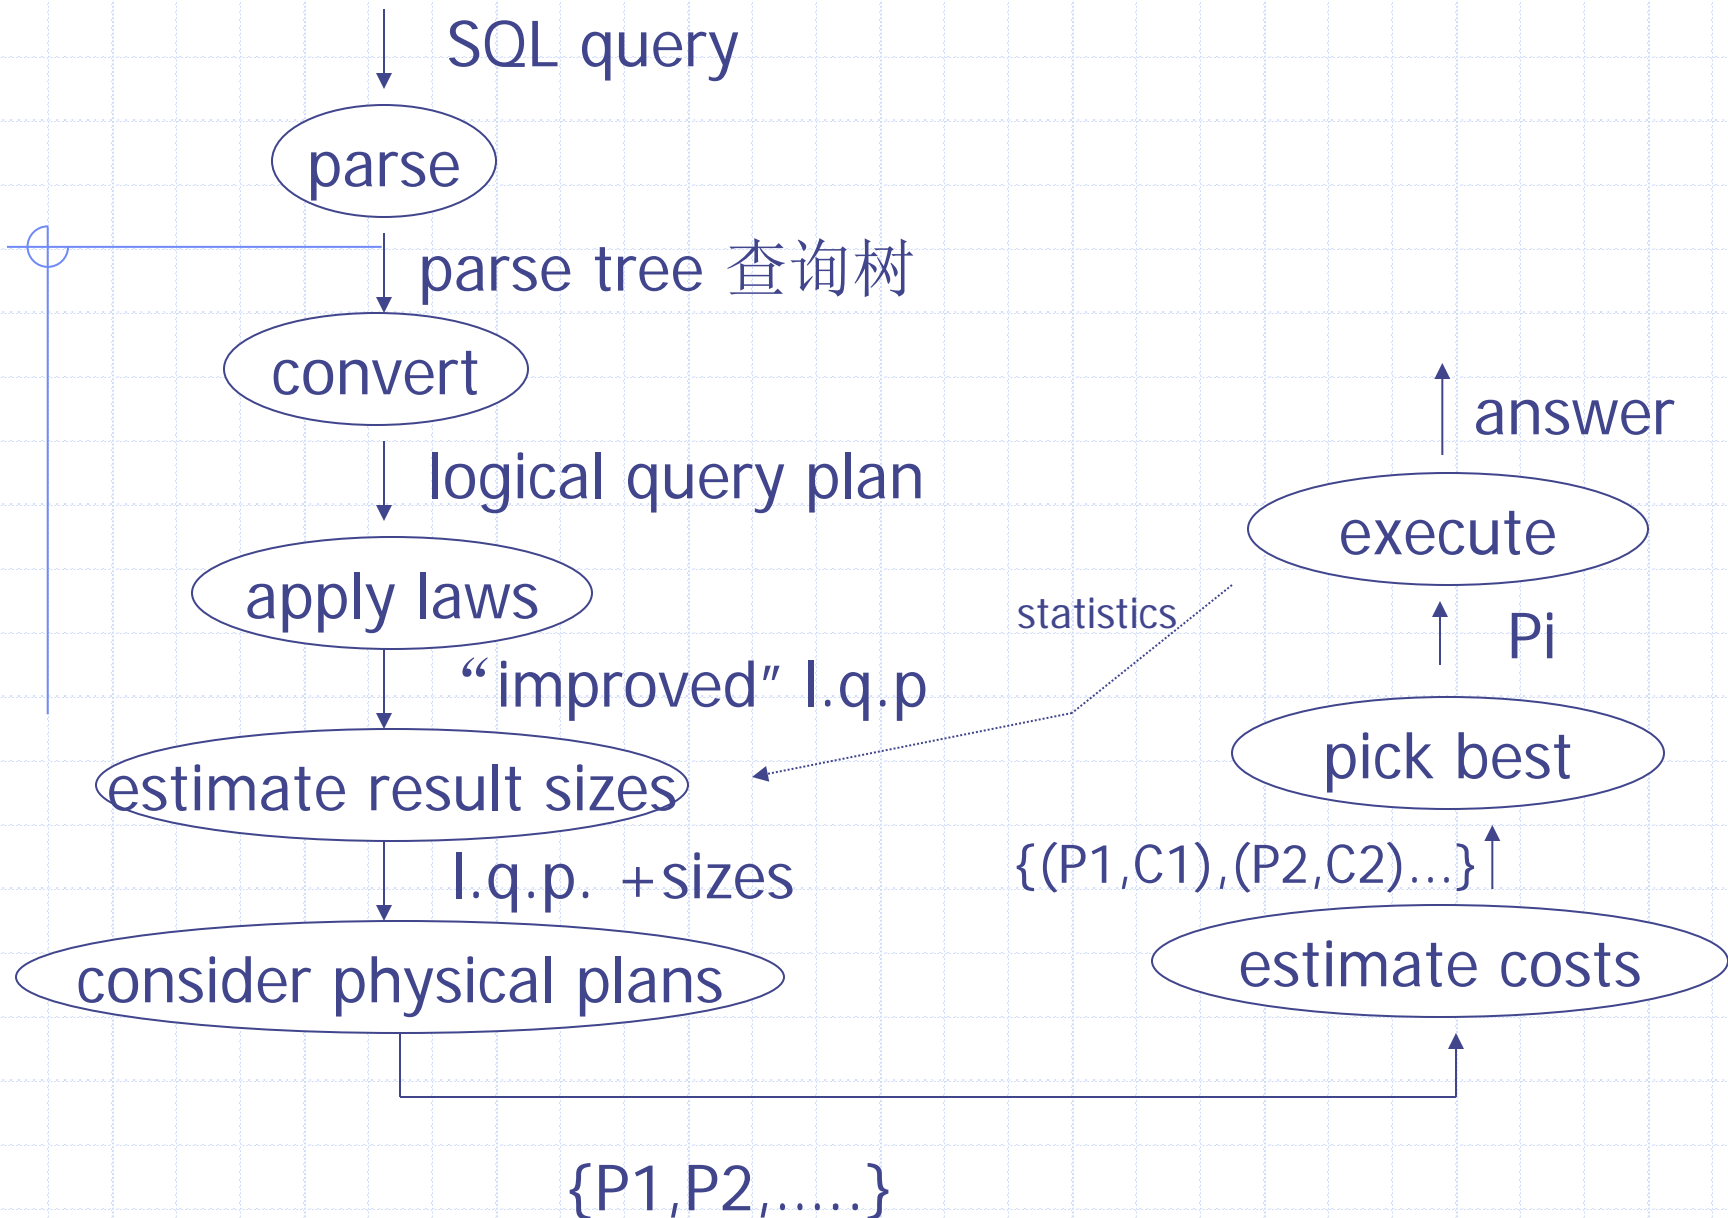 SQL query
parse
parse tree 查询树
convert
logical query plan
apply laws
“improved" l.q.p
estimate result sizes
l.q.p. +sizes
consider physical plans
{P1,P2,.....}
estimate costs
{(P1,C1),(P2,C2)...}
pick best
Pi
execute
answer
statistics